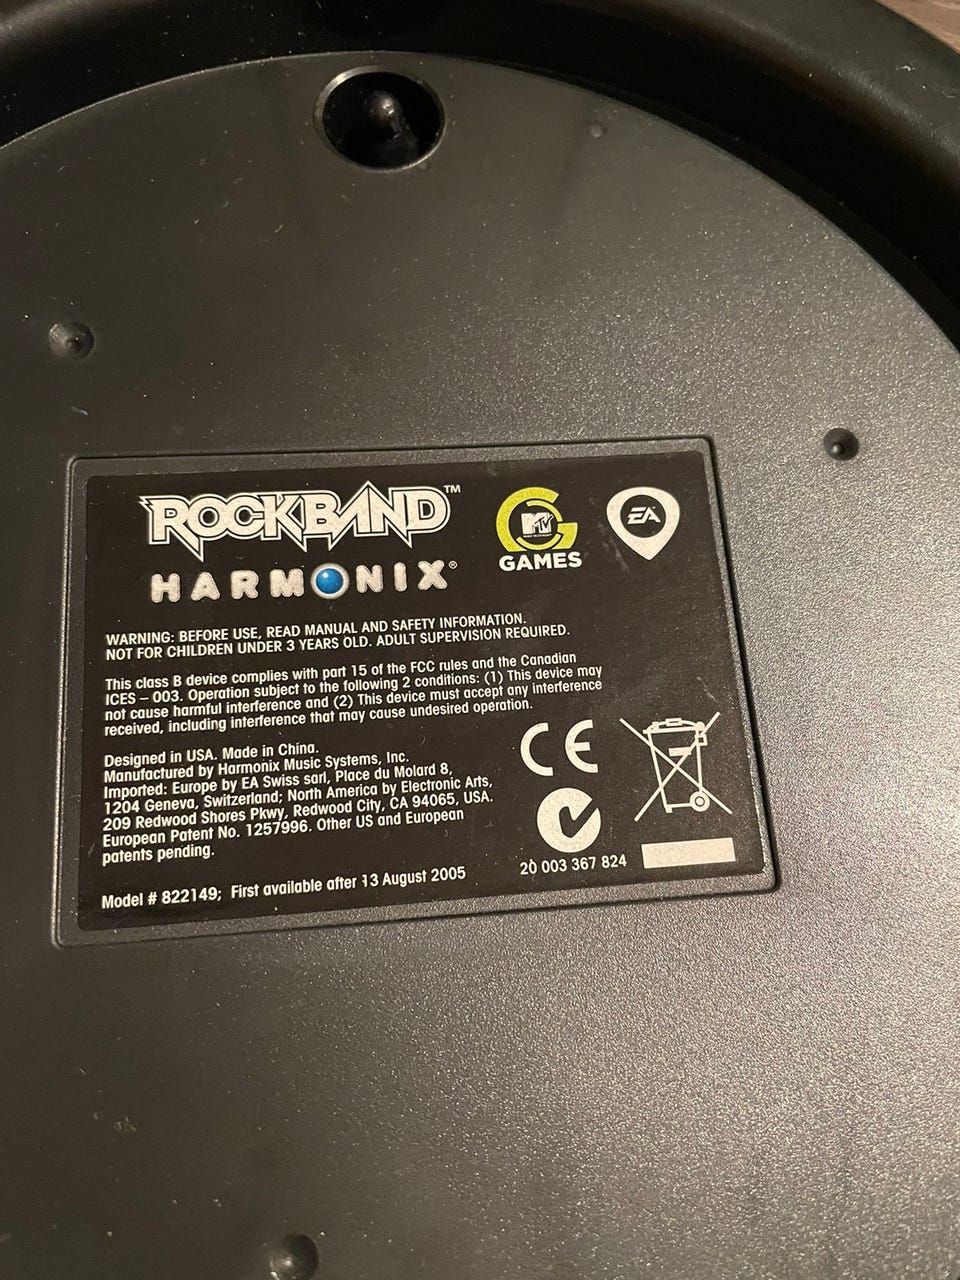 ROCKBAND™
HARMONIX®
MTV
GAMES
EA
WARNING: BEFORE USE, READ MANUAL AND SAFETY INFORMATION.
NOT FOR CHILDREN UNDER 3 YEARS OLD. ADULT SUPERVISION REQUIRED.
This class B device complies with part 15 of the FCC rules and the Canadian
ICES – 003. Operation subject to the following 2 conditions: (1) This device may
not cause harmful interference and (2) This device must accept any interference
received, including interference that may cause undesired operation.
Designed in USA. Made in China.
Manufactured by Harmonix Music Systems, Inc.
Imported: Europe by EA Swiss sarl, Place du Molard 8,
1204 Geneva, Switzerland; North America by Electronic Arts,
209 Redwood Shores Pkwy, Redwood City, CA 94065, USA.
European Patent No. 1257996. Other US and European
patents pending.
Model # 822149; First available after 13 August 2005
CE
20 003 367 824